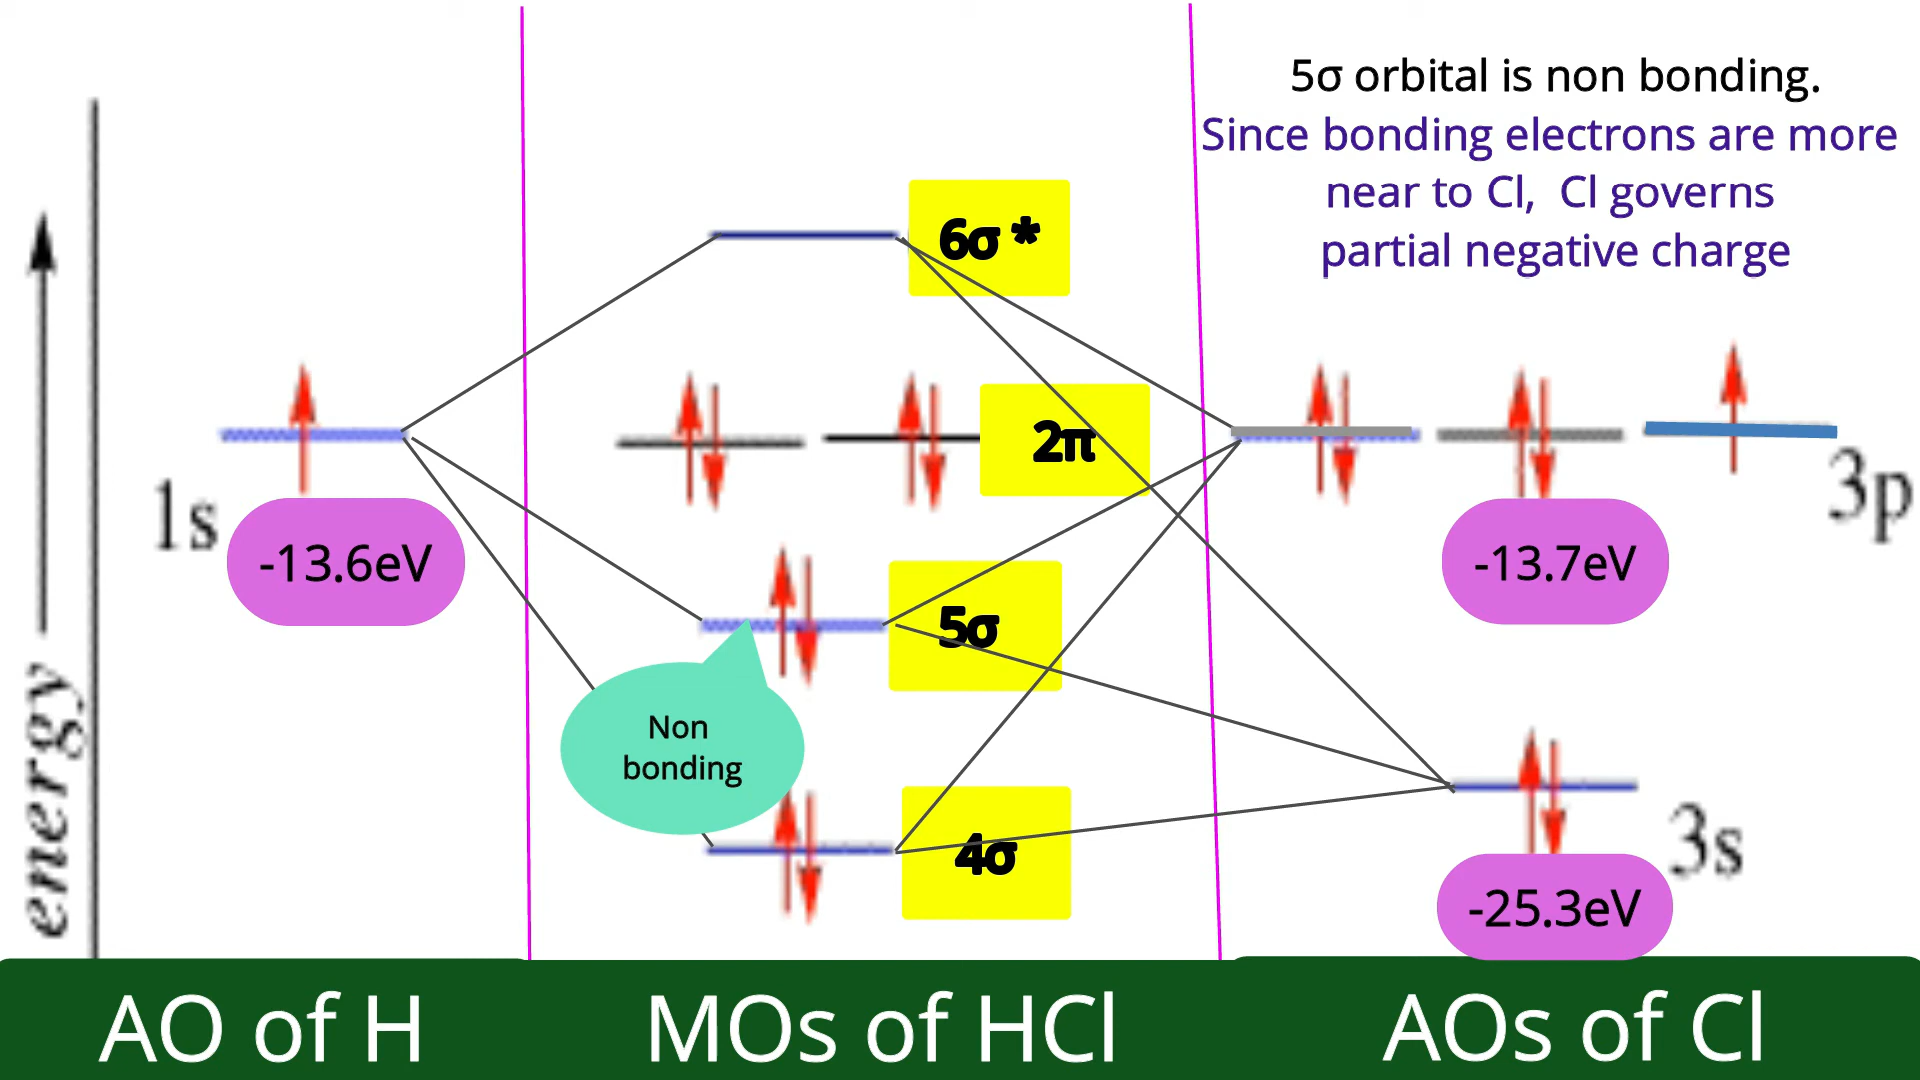 5σ orbital is non bonding.
Since bonding electrons are more
near to Cl, Cl governs
partial negative charge
6σ *
2π
1s
3p
-13.6eV
-13.7eV
5σ
Non
bonding
energy
4σ
3s
-25.3eV
AO of H
MOs of HCl
AOs of Cl